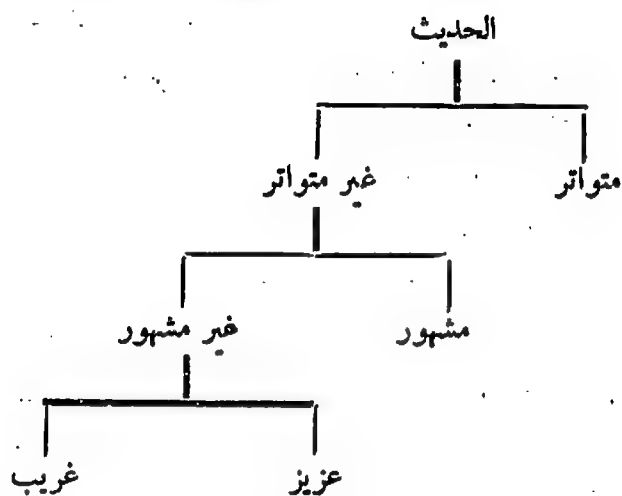 الحديث
متواتر غير متواتر
مشهور غير مشهور
عزيز غريب